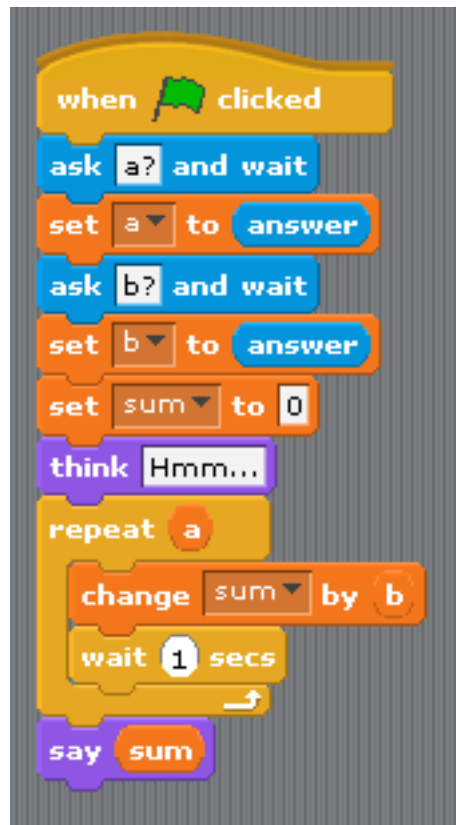 when clicked
ask a? and wait
set a to answer
ask b? and wait
set b to answer
set sum to 0
think Hmm...
repeat a
change sum by b
wait 1 secs
say sum